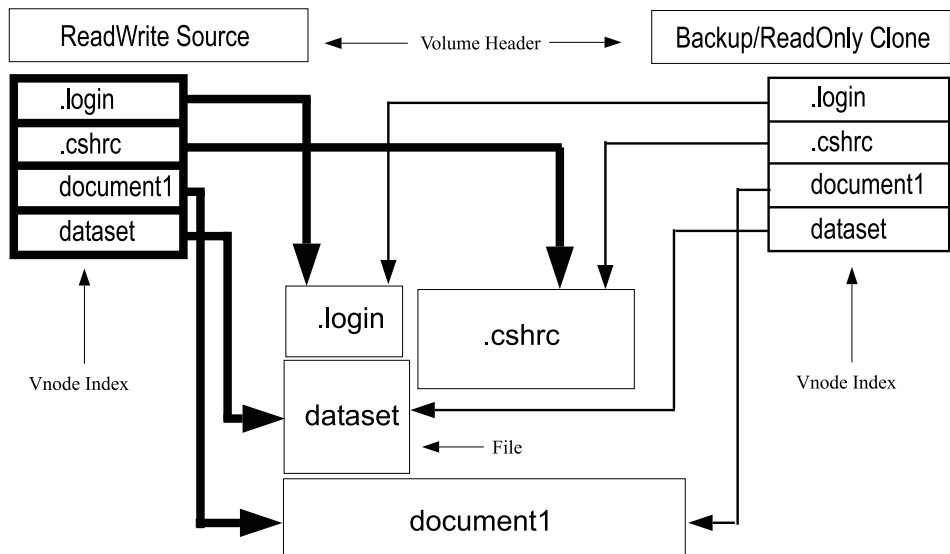 ReadWrite Source
Volume Header
Backup/ReadOnly Clone
.login
.cshrc
document1
dataset
.login
.cshrc
document1
dataset
.login
.cshrc
Vnode Index
Vnode Index
dataset
File
document1